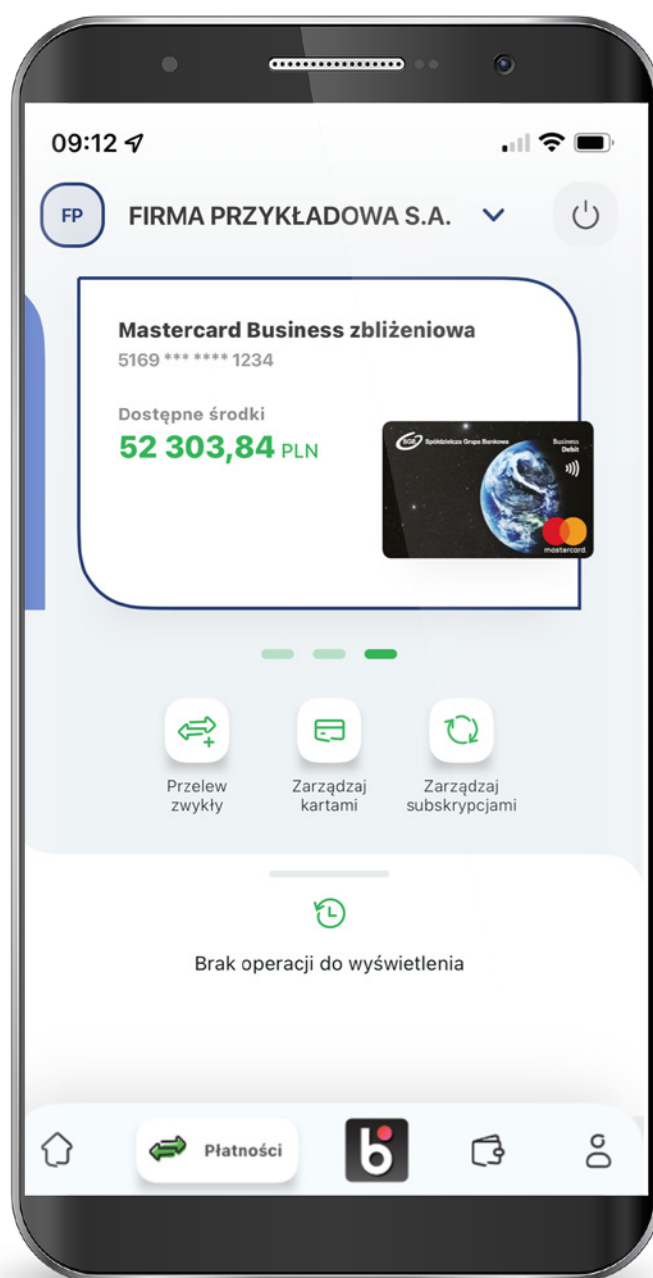 09:12
FP
FIRMA PRZYKŁADOWA S.A.
Mastercard Business zbliżeniowa
5169 *** **** 1234
Dostępne środki
52 303,84 PLN
SGB Spółdzielcza Grupa Bankowa
Business
Debit
mastercard
Przelew
zwykły
Zarządzaj
kartami
Zarządzaj
subskrypcjami
Brak operacji do wyświetlenia
Płatności
b